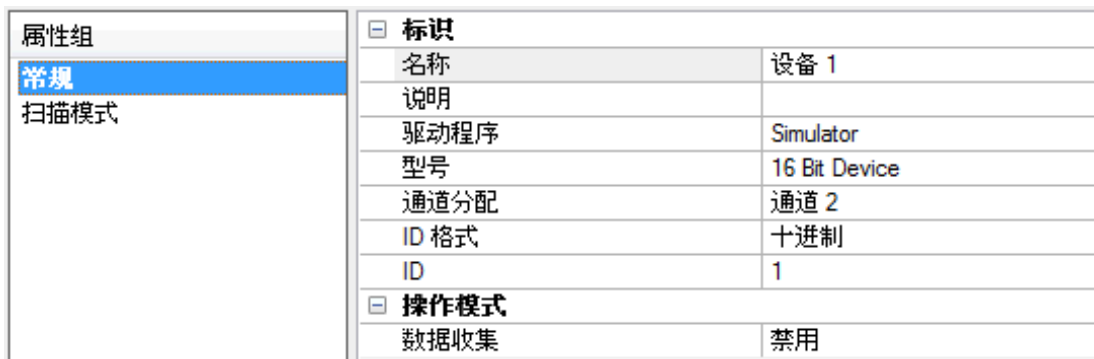 属性组
常规
扫描模式
标识
名称 设备 1
说明
驱动程序 Simulator
型号 16 Bit Device
通道分配 通道 2
ID 格式 十进制
ID 1
操作模式
数据收集 禁用